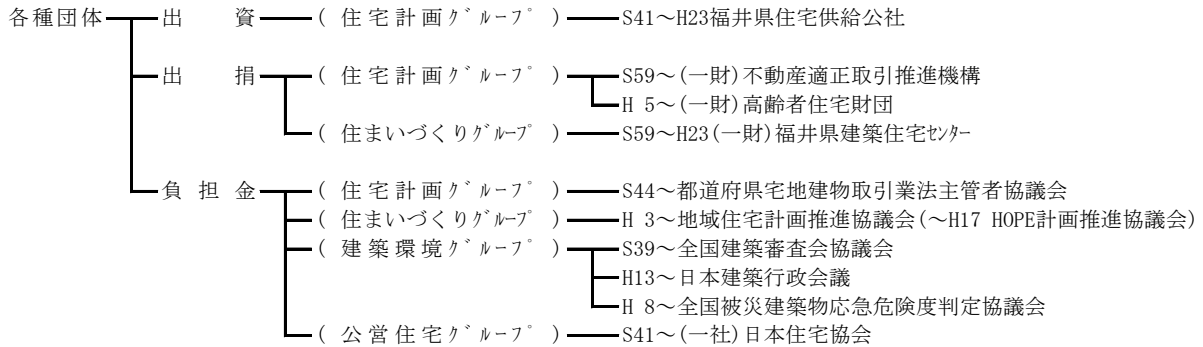 各種団体 出 資 ( 住宅計画グループ ) S41～H23福井県住宅供給公社
出 捐 ( 住宅計画グループ ) S59～(一財)不動産適正取引推進機構
H 5～(一財)高齢者住宅財団
( 住まいづくりグループ ) S59～H23(一財)福井県建築住宅センター
負 担 金 ( 住宅計画グループ ) S44～都道府県宅地建物取引業法主管者協議会
( 住まいづくりグループ ) H 3～地域住宅計画推進協議会(～H17 HOPE計画推進協議会)
( 建築環境グループ ) S39～全国建築審査会協議会
H13～日本建築行政会議
H 8～全国被災建築物応急危険度判定協議会
( 公営住宅グループ ) S41～(一社)日本住宅協会